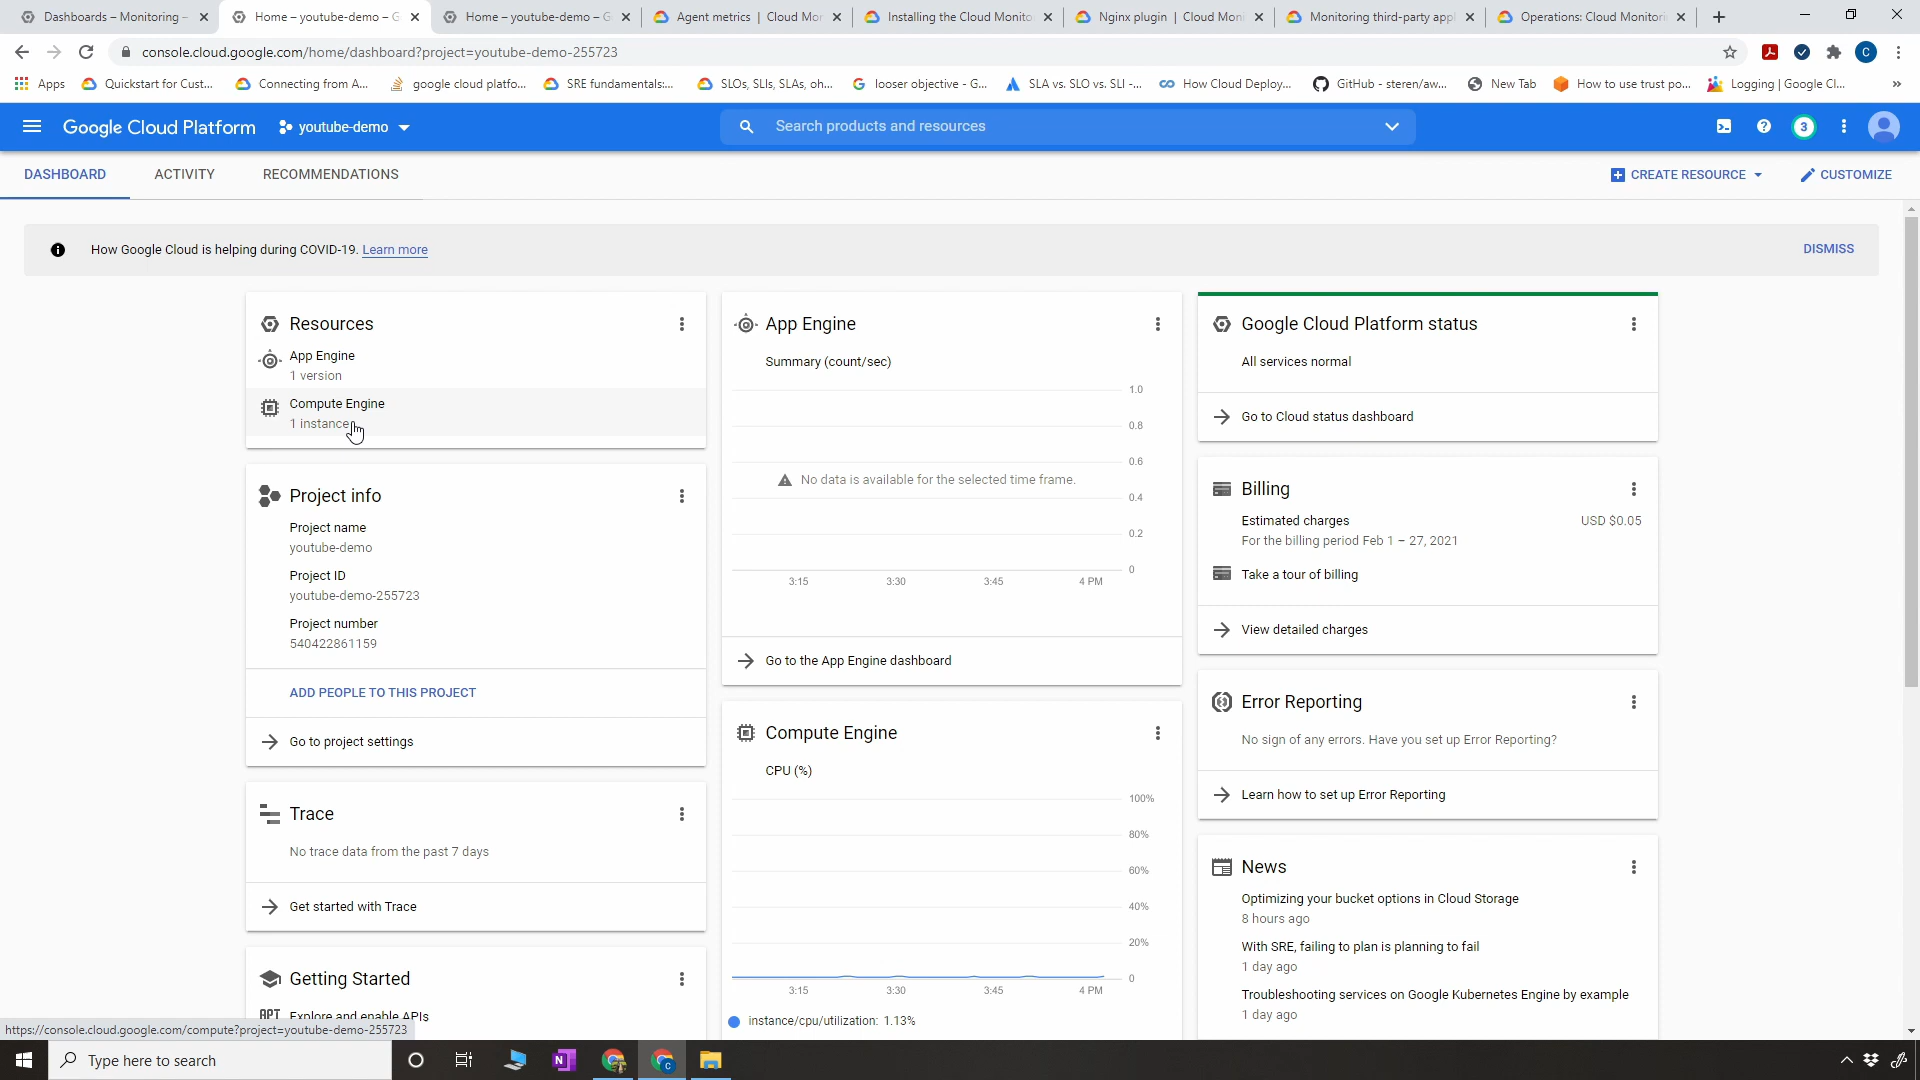 Dashboards – Monitoring –
Home – youtube-demo – G
Home – youtube-demo – G
Agent metrics | Cloud Mor
Installing the Cloud Monito
Nginx plugin | Cloud Moni
Monitoring third-party appl
Operations: Cloud Monitori
console.cloud.google.com/home/dashboard?project=youtube-demo-255723
C
Apps
Quickstart for Cust...
Connecting from A...
google cloud platfo...
SRE fundamentals:...
SLOs, SLIs, SLAs, oh...
looser objective - G...
SLA vs. SLO vs. SLI -...
How Cloud Deploy...
GitHub - steren/aw...
New Tab
How to use trust po...
Logging | Google Cl...
»
Google Cloud Platform
youtube-demo
Search products and resources
3
DASHBOARD
ACTIVITY
RECOMMENDATIONS
CREATE RESOURCE
CUSTOMIZE
How Google Cloud is helping during COVID-19. Learn more
DISMISS
Resources
App Engine
1 version
Compute Engine
1 instance
Project info
Project name
youtube-demo
Project ID
youtube-demo-255723
Project number
540422861159
ADD PEOPLE TO THIS PROJECT
Go to project settings
Trace
No trace data from the past 7 days
Get started with Trace
Getting Started
API Explore and enable APIs
App Engine
Summary (count/sec)
1.0
0.8
0.6
No data is available for the selected time frame.
0.4
0.2
0
3:15 3:30 3:45 4 PM
Go to the App Engine dashboard
Compute Engine
CPU (%)
100%
80%
60%
40%
20%
0
3:15 3:30 3:45 4 PM
instance/cpu/utilization: 1.13%
Google Cloud Platform status
All services normal
Go to Cloud status dashboard
Billing
Estimated charges USD $0.05
For the billing period Feb 1 – 27, 2021
Take a tour of billing
View detailed charges
Error Reporting
No sign of any errors. Have you set up Error Reporting?
Learn how to set up Error Reporting
News
Optimizing your bucket options in Cloud Storage
8 hours ago
With SRE, failing to plan is planning to fail
1 day ago
Troubleshooting services on Google Kubernetes Engine by example
1 day ago
https://console.cloud.google.com/compute?project=youtube-demo-255723
Type here to search
N
C